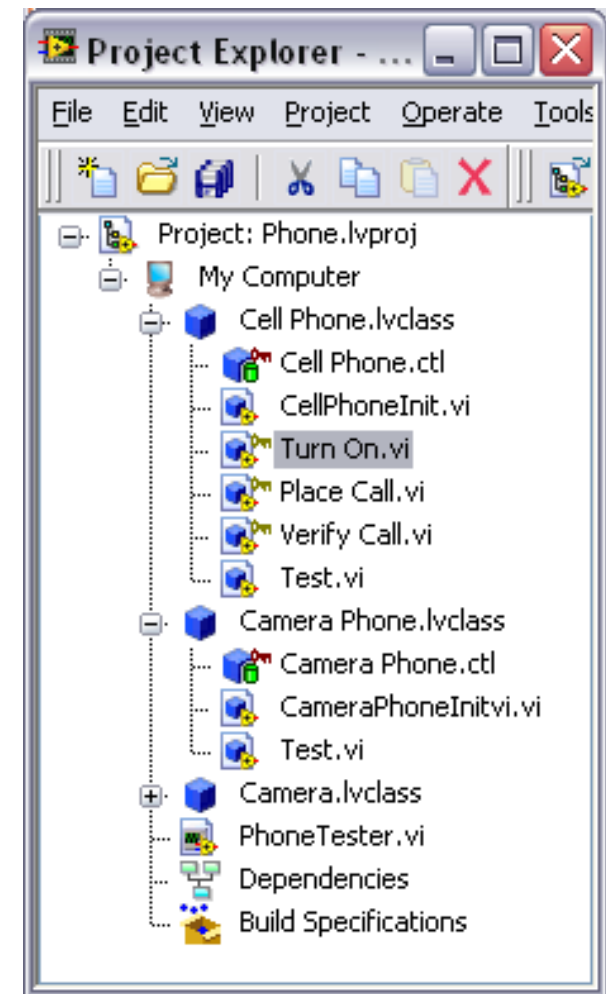 Project Explorer - ...
File Edit View Project Operate Tools
Project: Phone.lvproj
My Computer
Cell Phone.lvclass
Cell Phone.ctl
CellPhoneInit.vi
Turn On.vi
Place Call.vi
Verify Call.vi
Test.vi
Camera Phone.lvclass
Camera Phone.ctl
CameraPhoneInitvi.vi
Test.vi
Camera.lvclass
PhoneTester.vi
Dependencies
Build Specifications